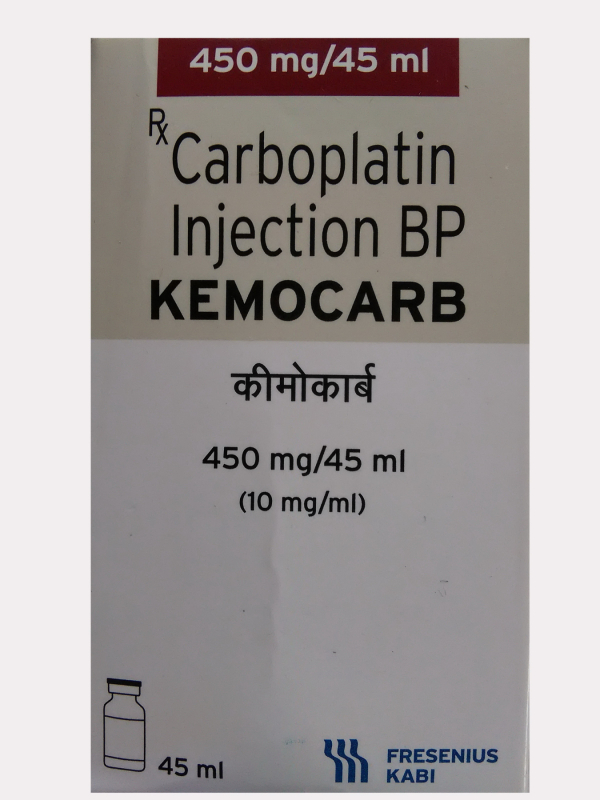 450 mg/45 ml
Rx Carboplatin
Injection BP
KEMOCARB
कीमोकार्ब
450 mg/45 ml
(10 mg/ml)
45 ml
FRESENIUS
KABI